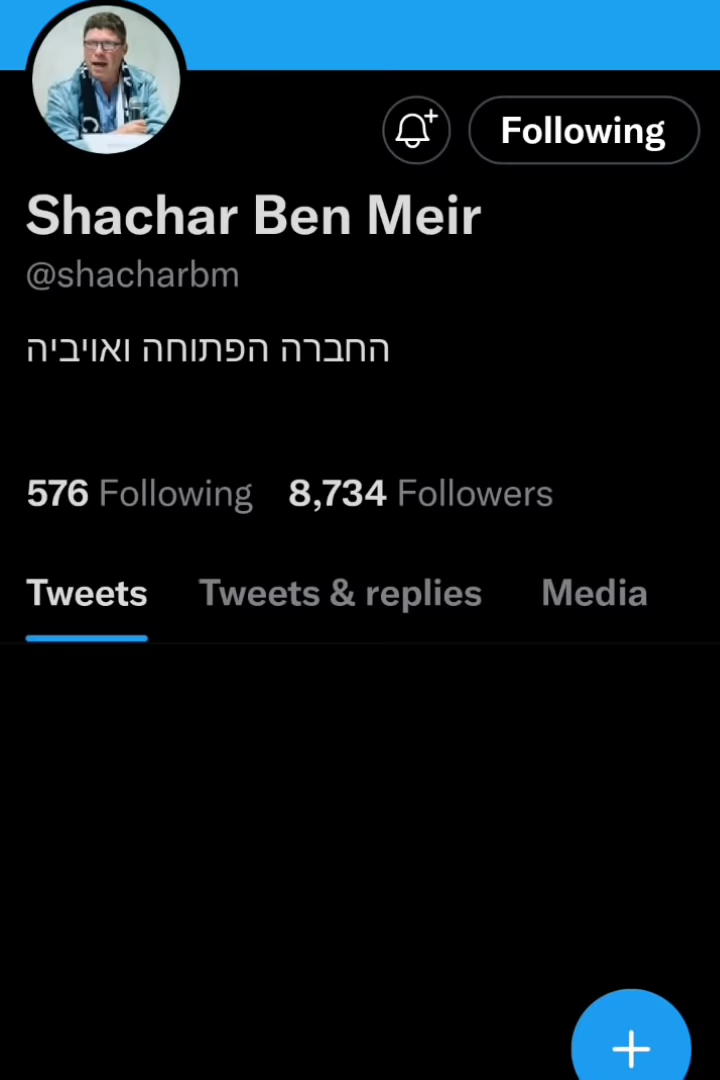 Following
Shachar Ben Meir
@shacharbm
החברה הפתוחה ואויביה
576 Following 8,734 Followers
Tweets Tweets & replies Media